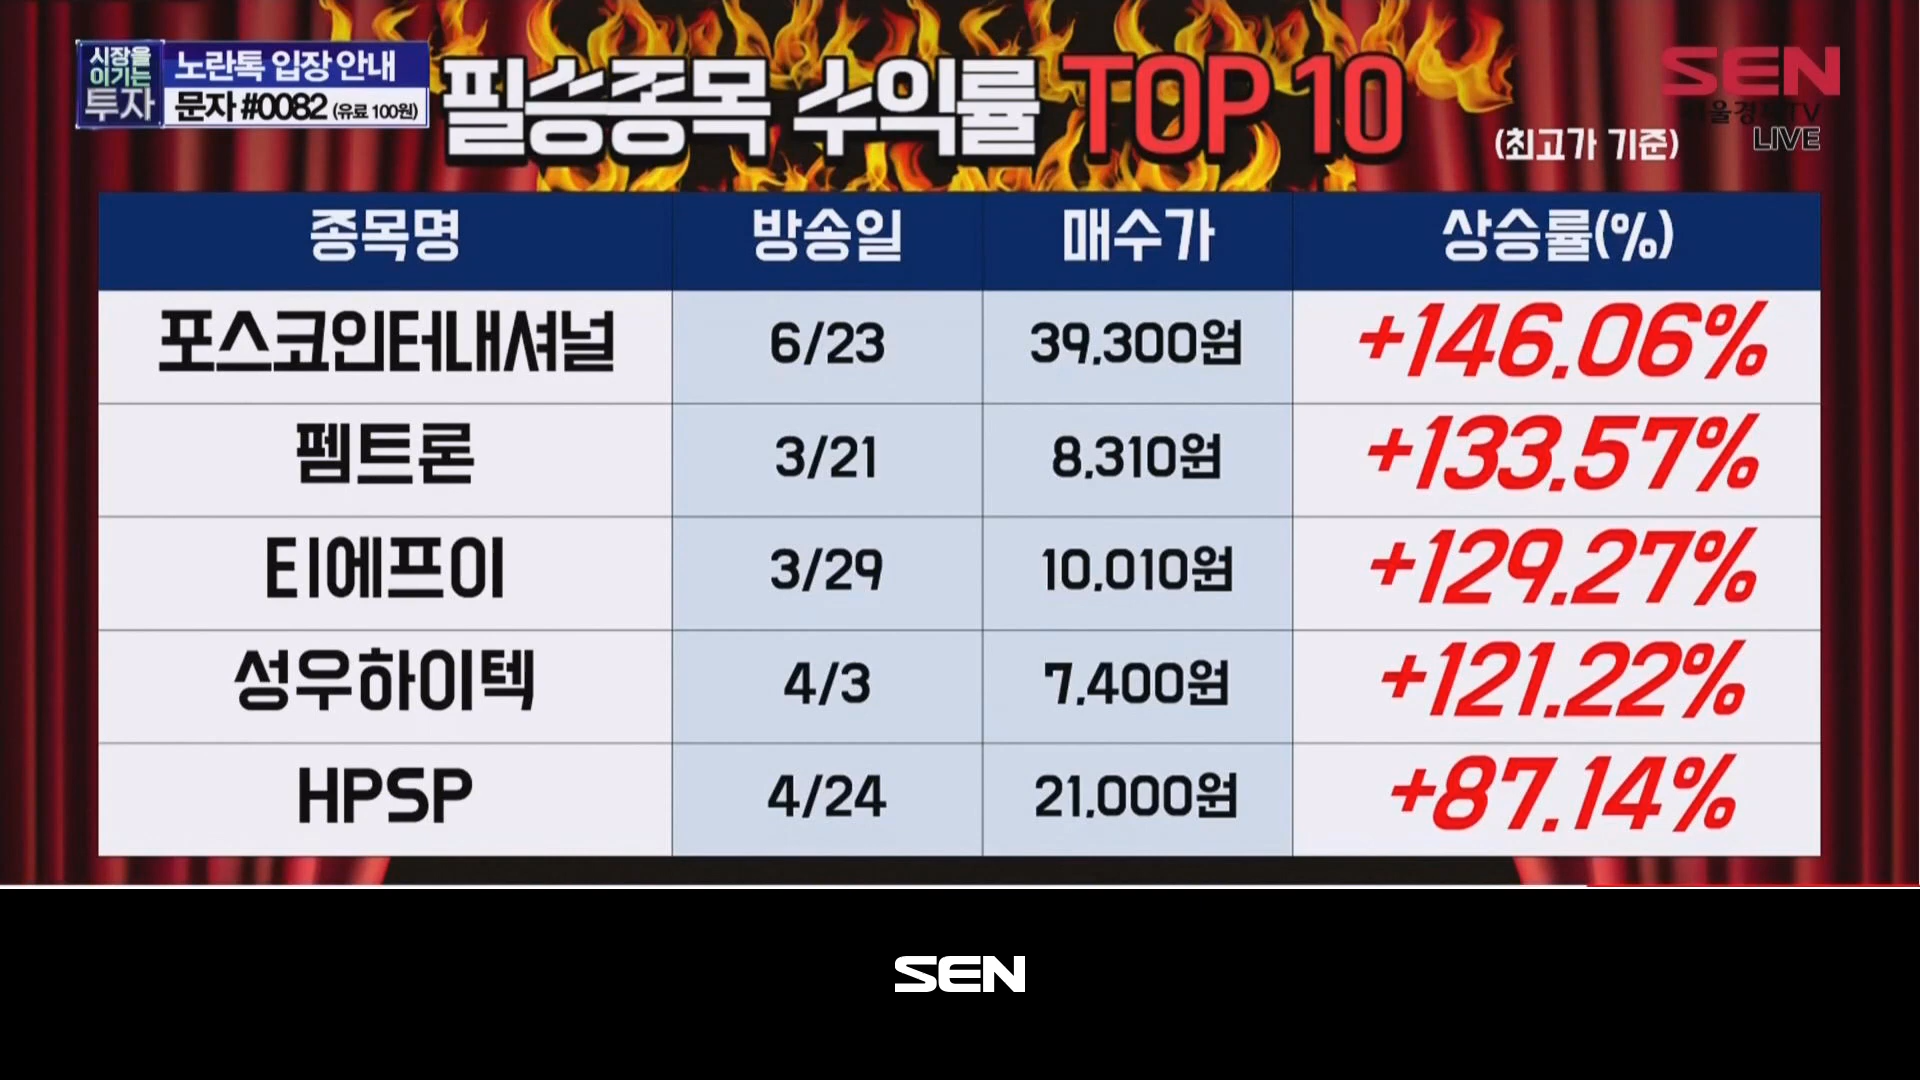 시장을
이기는
투자
노란톡 입장 안내
문자 #0082 (유료 100원)
필승종목 수익률 TOP 10
(최고가 기준)
SEN
TV
LIVE
종목명 방송일 매수가 상승률(%)
포스코인터내셔널 6/23 39,300원 +146.06%
펨트론 3/21 8,310원 +133.57%
티에프이 3/29 10,010원 +129.27%
성우하이텍 4/3 7,400원 +121.22%
HPSP 4/24 21,000원 +87.14%
SEN